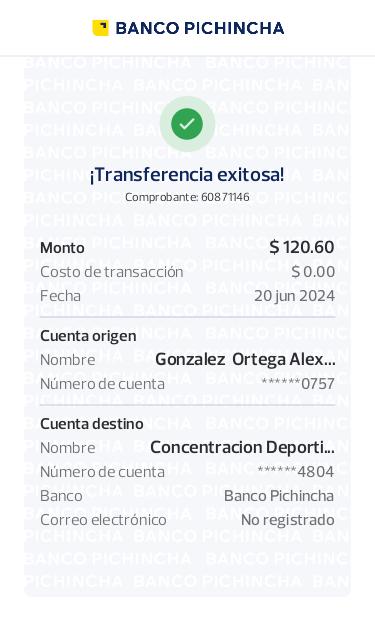 BANCO PICHINCHA
¡Transferencia exitosa!
Comprobante: 60871146
Monto $ 120.60
Costo de transacción $ 0.00
Fecha 20 jun 2024
Cuenta origen
Nombre Gonzalez Ortega Alex...
Número de cuenta ******0757
Cuenta destino
Nombre Concentracion Deporti...
Número de cuenta ******4804
Banco Banco Pichincha
Correo electrónico No registrado